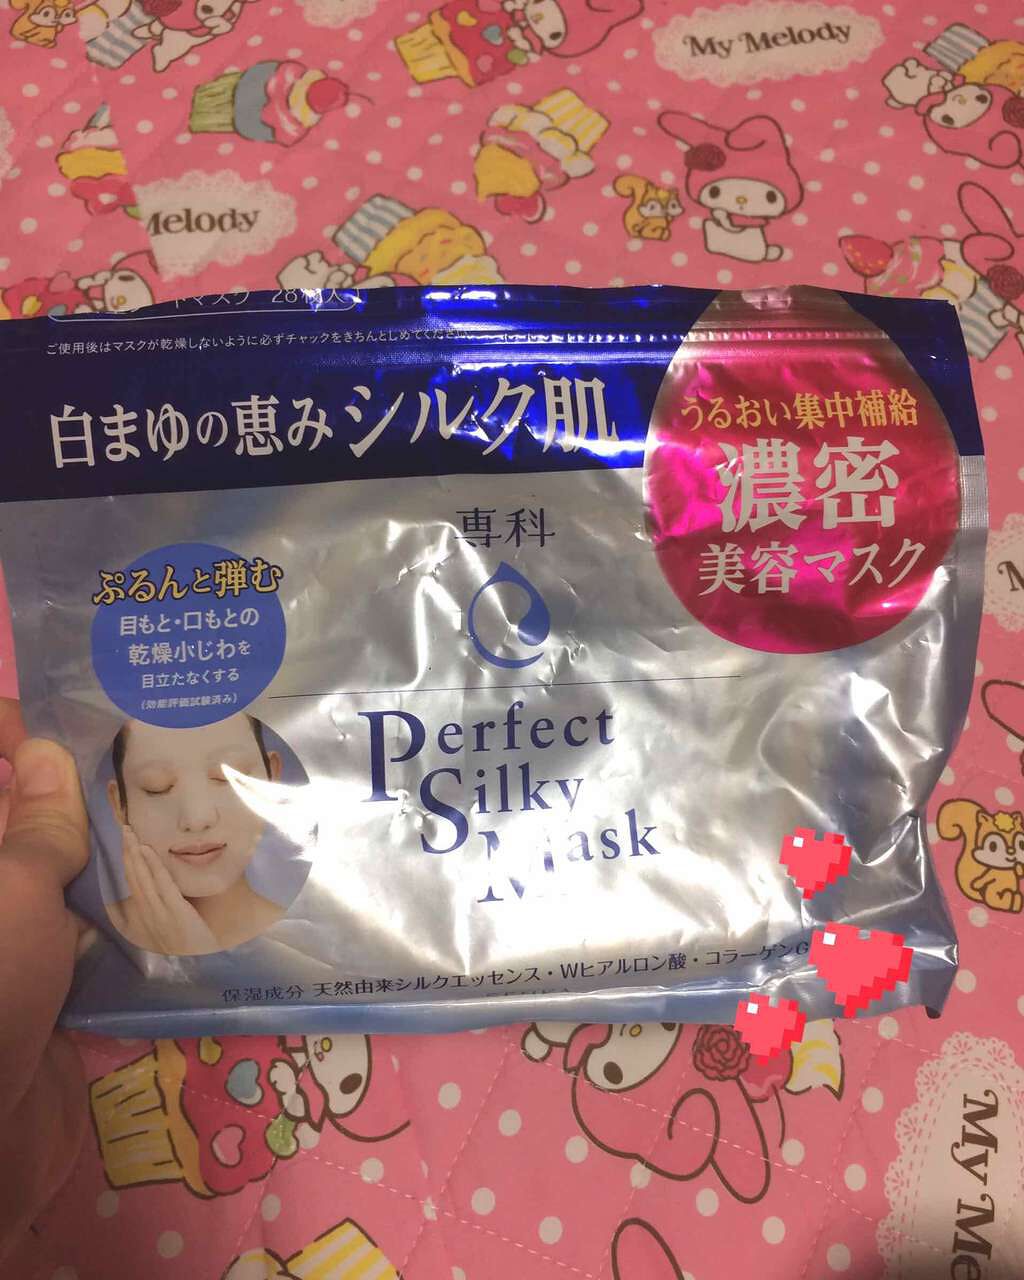 My Melody
Melody
ご使用後はマスクが乾燥しないように必ずチャックをきちんとしめてください
白まゆの恵みシルク肌
うるおい集中補給
濃密
美容マスク
専科
ぷるんと弾む
目もと・口もとの
乾燥小じわを
目立たなくする
(効能評価試験済み)
Perfect
Silky
Mask
保湿成分 天然由来シルクエッセンス・Wヒアルロン酸・コラーゲンG
My Me